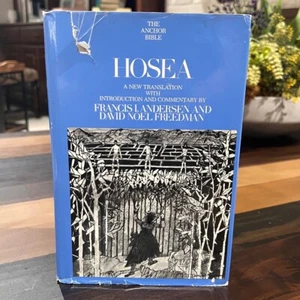 THE
ANCHOR
BIBLE
HOSEA
A NEW TRANSLATION
WITH
INTRODUCTION AND COMMENTARY BY
FRANCIS I. ANDERSEN AND
DAVID NOEL FREEDMAN